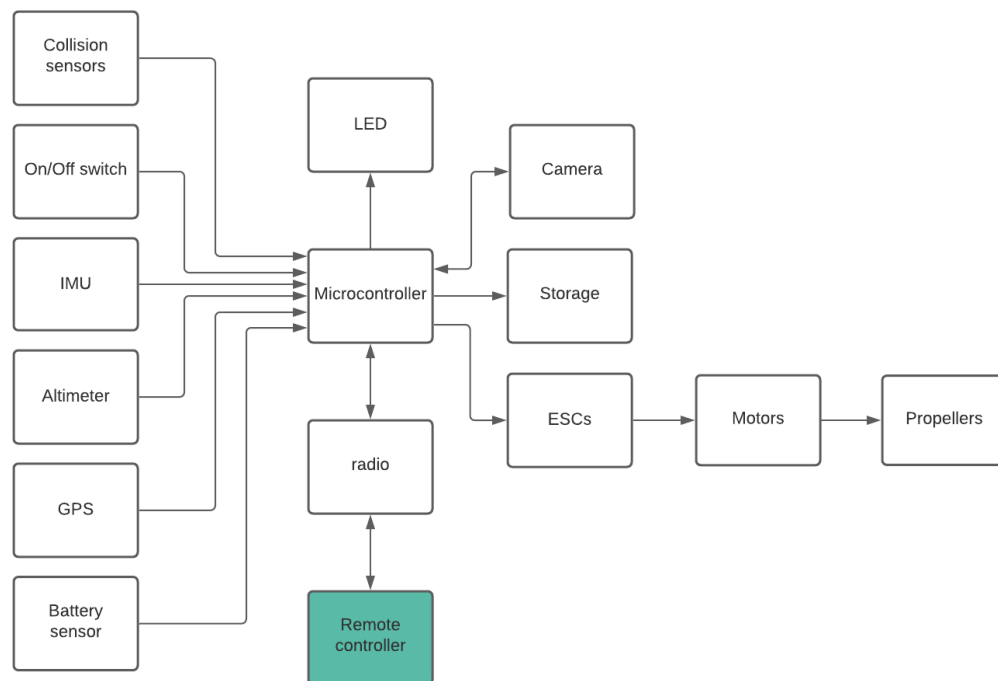 Collision
sensors
On/Off switch
IMU
Altimeter
GPS
Battery
sensor
LED
Microcontroller
radio
Remote
controller
Camera
Storage
ESCs
Motors
Propellers